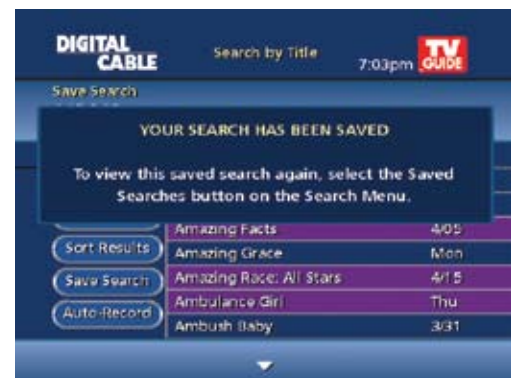 DIGITAL CABLE
Search by Title
7:03pm
TV GUIDE
Save Search
YOUR SEARCH HAS BEEN SAVED
To view this saved search again, select the Saved
Searches button on the Search Menu.
Amazing Facts 4/05
Sort Results
Amazing Grace Mon
Save Search
Amazing Race: All Stars 4/15
Auto-Record
Ambulance Girl Thu
Ambush Baby 3/31